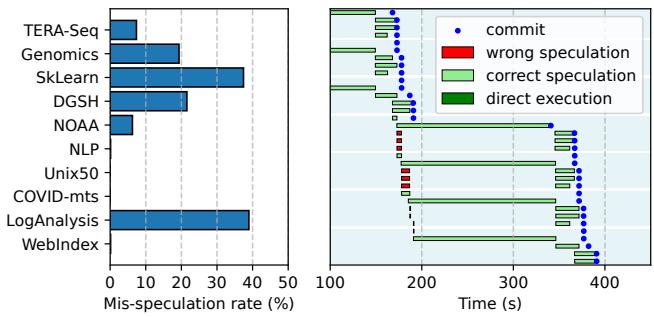 TERA-Seq
Genomics
SkLearn
DGSH
NOAA
NLP
Unix50
COVID-mts
LogAnalysis
WebIndex
0 10 20 30 40 50
Mis-speculation rate (%)
commit
wrong speculation
correct speculation
direct execution
100 200 300 400
Time (s)